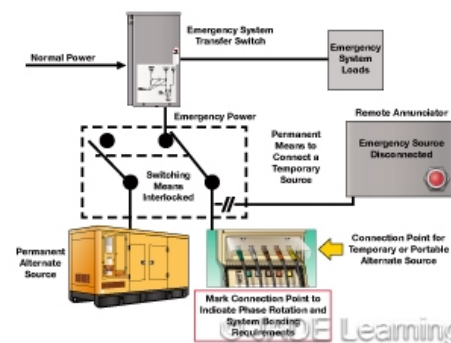 Emergency System
Transfer Switch
Normal Power
Emergency
System
Loads
Emergency Power
Remote Annunciator
Permanent
Means to
Connect a
Temporary
Source
Emergency Source
Disconnected
Switching
Means
Interlocked
Permanent
Alternate
Source
Connection Point for
Temporary or Portable
Alternate Source
Mark Connection Point to
Indicate Phase Rotation and
System Bonding
Requirements
Learning